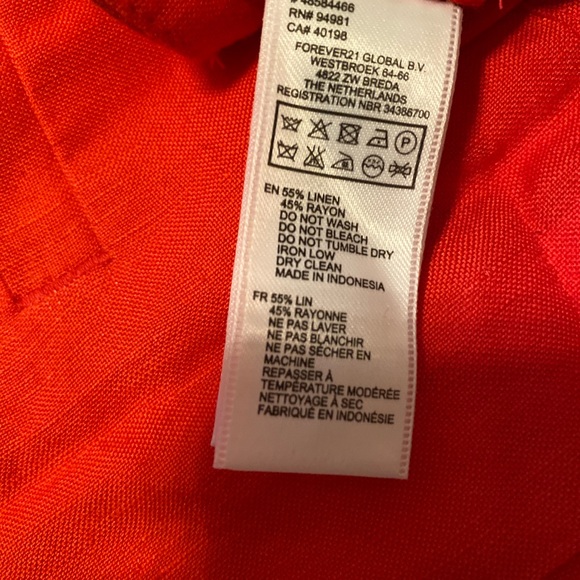 # 48584466
RN# 94981
CA# 40198
FOREVER21 GLOBAL B.V.
WESTBROEK 64-66
4822 ZW BREDA
THE NETHERLANDS
REGISTRATION NBR 34386700
P
EN 55% LINEN
45% RAYON
DO NOT WASH
DO NOT BLEACH
DO NOT TUMBLE DRY
IRON LOW
DRY CLEAN
MADE IN INDONESIA
FR 55% LIN
45% RAYONNE
NE PAS LAVER
NE PAS BLANCHIR
NE PAS SÉCHER EN
MACHINE
REPASSER À
TEMPÉRATURE MODÉRÉE
NETTOYAGE À SEC
FABRIQUÉ EN INDONÉSIE